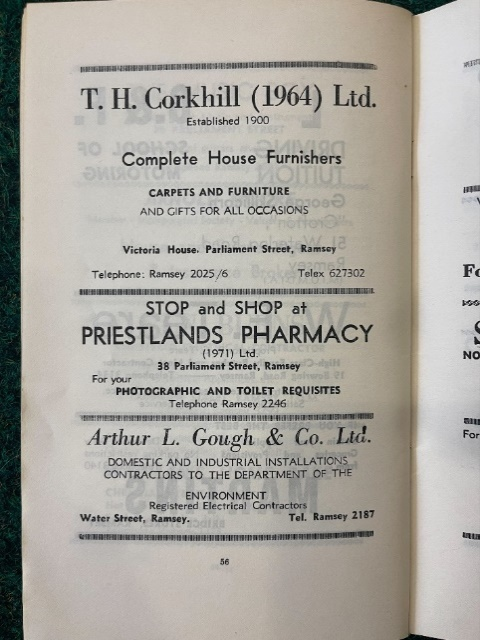 T. H. Corkhill (1964) Ltd.
Established 1900
Complete House Furnishers
CARPETS AND FURNITURE
AND GIFTS FOR ALL OCCASIONS
Victoria House, Parliament Street, Ramsey
Telephone: Ramsey 2025/6 Telex 627302
STOP and SHOP at
PRIESTLANDS PHARMACY
(1971) Ltd.
38 Parliament Street, Ramsey
For your
PHOTOGRAPHIC AND TOILET REQUISITES
Telephone Ramsey 2246
Arthur L. Gough & Co. Ltd.
DOMESTIC AND INDUSTRIAL INSTALLATIONS
CONTRACTORS TO THE DEPARTMENT OF THE
ENVIRONMENT
Registered Electrical Contractors
Water Street, Ramsey. Tel. Ramsey 2187
56